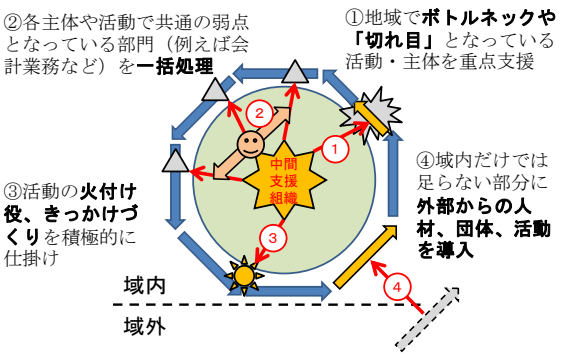 ②各主体や活動で共通の弱点
となっている部門（例えば会
計業務など）を一括処理
①地域でボトルネックや
「切れ目」となっている
活動・主体を重点支援
②
①
中間
支援
組織
③活動の火付け
役、きっかけづ
くりを積極的に
仕掛け
③
④域内だけでは
足らない部分に
外部からの人
材、団体、活動
を導入
④
域内
域外